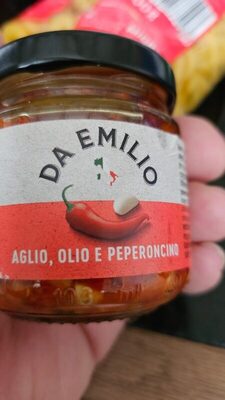 DA EMILIO
AGLIO, OLIO E PEPERONCINO